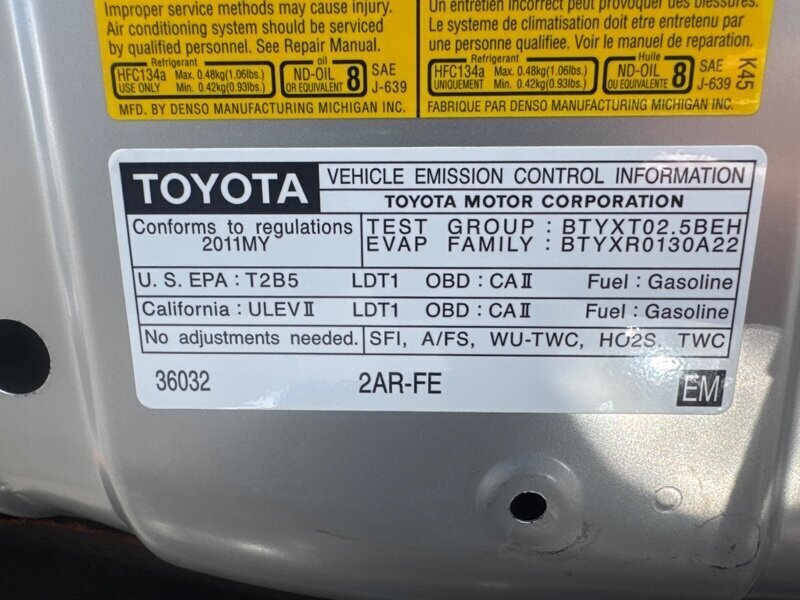 Improper service methods may cause injury.
Air conditioning system should be serviced
by qualified personnel. See Repair Manual.
Refrigerant
HFC134a
USE ONLY
Max. 0.48kg(1.06lbs.)
Min. 0.42kg(0.93lbs.)
oil
ND-OIL 8
OR EQUIVALENT
SAE
J-639
MFD. BY DENSO MANUFACTURING MICHIGAN INC.
Un entretien incorrect peut provoquer des blessures.
Le système de climatisation doit etre entretenu par
une personne qualifiée. Voir le manuel de reparation.
Refrigerant
HFC134a
UNIQUEMENT
Max. 0.48kg(1.06lbs.)
Min. 0.42kg(0.93lbs.)
Huile
ND-OIL 8
OU EQUIVALENTE
SAE
J-639
K45
FABRIQUE PAR DENSO MANUFACTURING MICHIGAN INC.
TOYOTA
VEHICLE EMISSION CONTROL INFORMATION
TOYOTA MOTOR CORPORATION
Conforms to regulations
2011MY
TEST GROUP : BTYXT02.5BEH
EVAP FAMILY : BTYXR0130A22
U. S. EPA : T2B5 LDT1 OBD : CAⅡ Fuel : Gasoline
California : ULEVⅡ LDT1 OBD : CAⅡ Fuel : Gasoline
No adjustments needed. SFI, A/FS, WU-TWC, HO2S, TWC
36032 2AR-FE EM